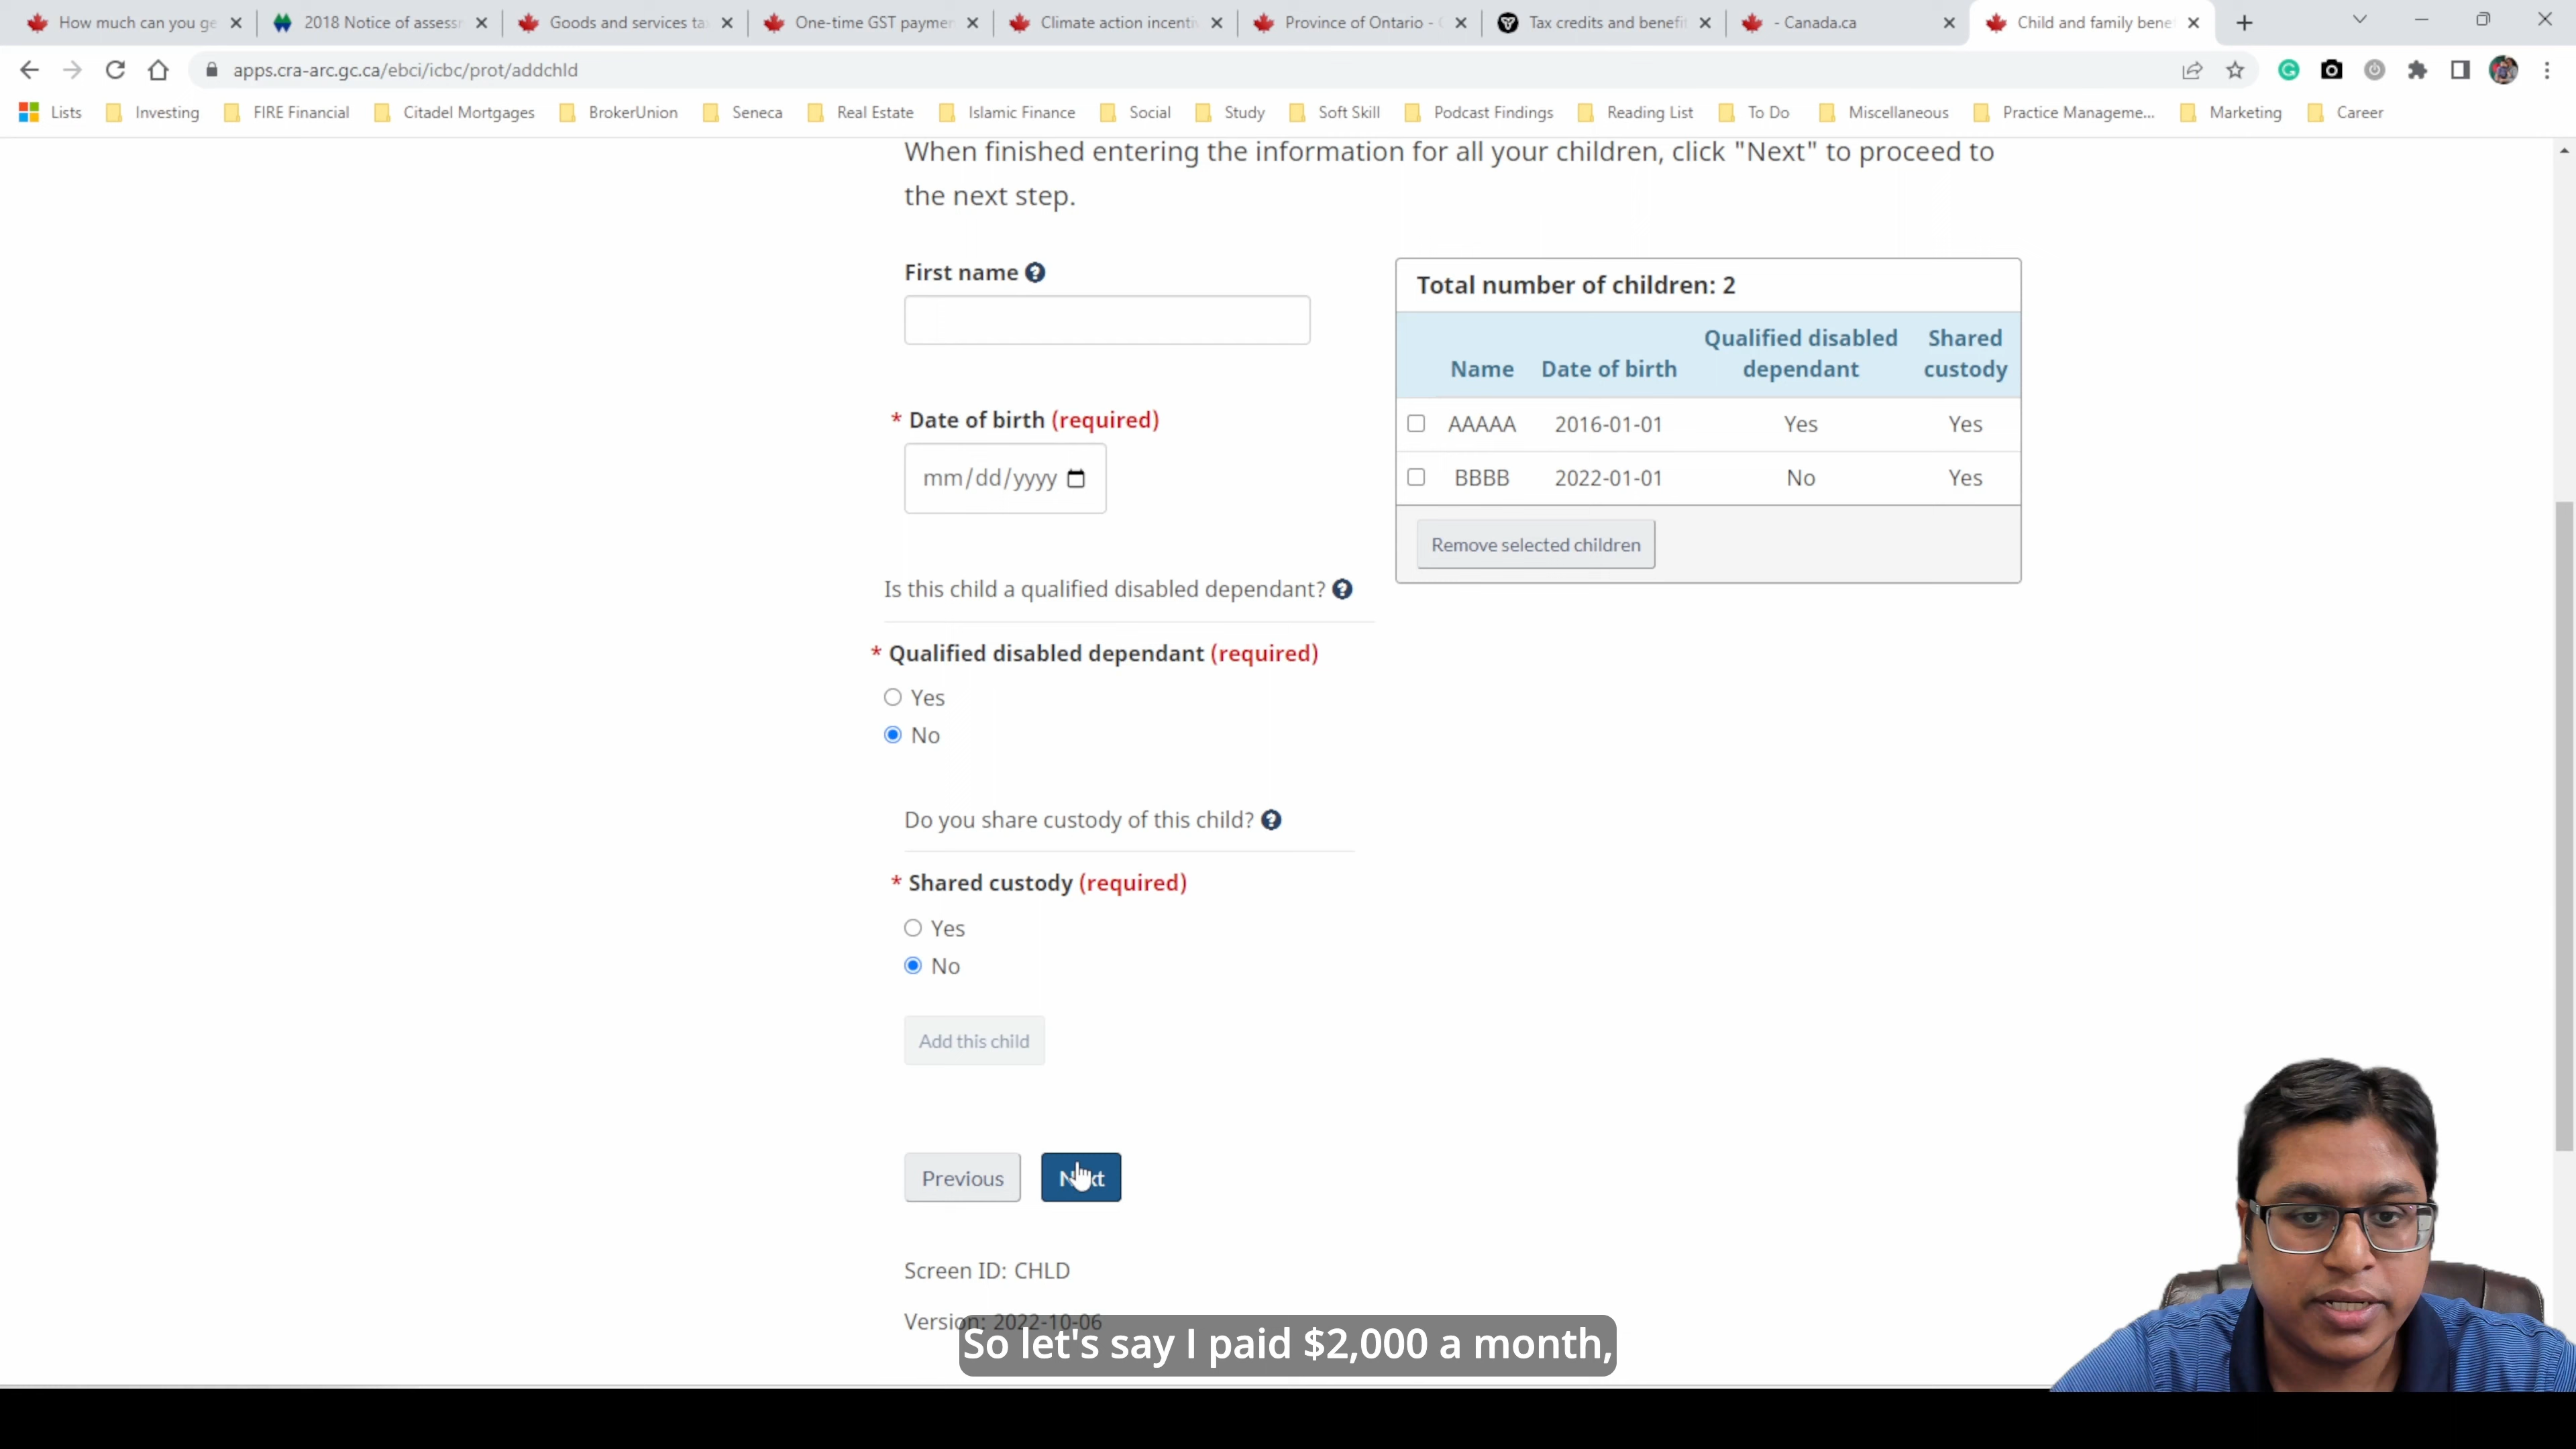 How much can you ge
2018 Notice of assessm
Goods and services ta
One-time GST paymen
Climate action incenti
Province of Ontario -
Tax credits and benefit
- Canada.ca
Child and family bene
apps.cra-arc.gc.ca/ebci/icbc/prot/addchld
Lists Investing FIRE Financial Citadel Mortgages BrokerUnion Seneca Real Estate Islamic Finance Social Study Soft Skill Podcast Findings Reading List To Do Miscellaneous Practice Manageme... Marketing Career
When finished entering the information for all your children, click "Next" to proceed to
the next step.
First name
* Date of birth (required)
mm/dd/yyyy
Is this child a qualified disabled dependant?
* Qualified disabled dependant (required)
Yes
No
Do you share custody of this child?
* Shared custody (required)
Yes
No
Add this child
Total number of children: 2
Name Date of birth Qualified disabled dependant Shared custody
AAAAA 2016-01-01 Yes Yes
BBBB 2022-01-01 No Yes
Remove selected children
Previous Next
Screen ID: CHLD
Version: 2022-10-06
So let's say I paid $2,000 a month,